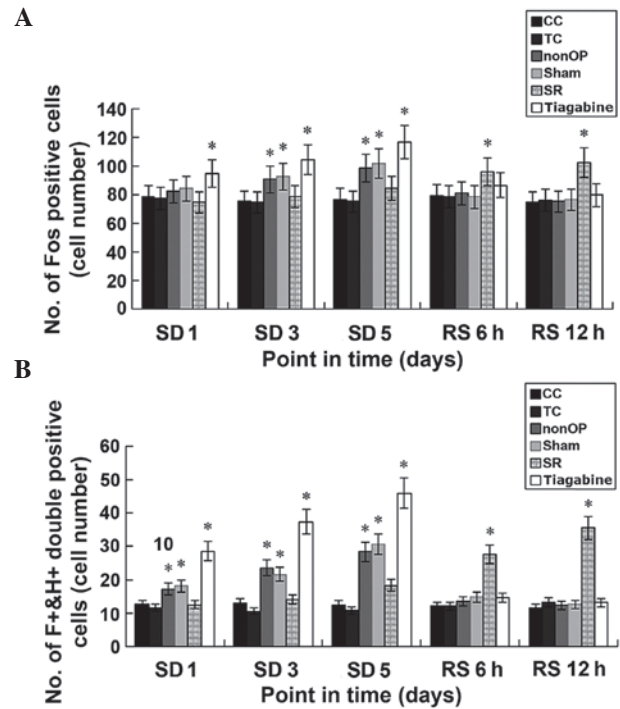 A
CC
TC
nonOP
Sham
SR
Tiagabine
No. of Fos positive cells
(cell number)
140
120
100
80
60
40
20
0
* * * * * * * *
SD 1 SD 3 SD 5 RS 6 h RS 12 h
Point in time (days)
B
CC
TC
nonOP
Sham
SR
Tiagabine
No. of F+&H+ double positive
cells (cell number)
60
50
40
30
20
10
0
10
* * * * * * * * * * *
SD 1 SD 3 SD 5 RS 6 h RS 12 h
Point in time (days)